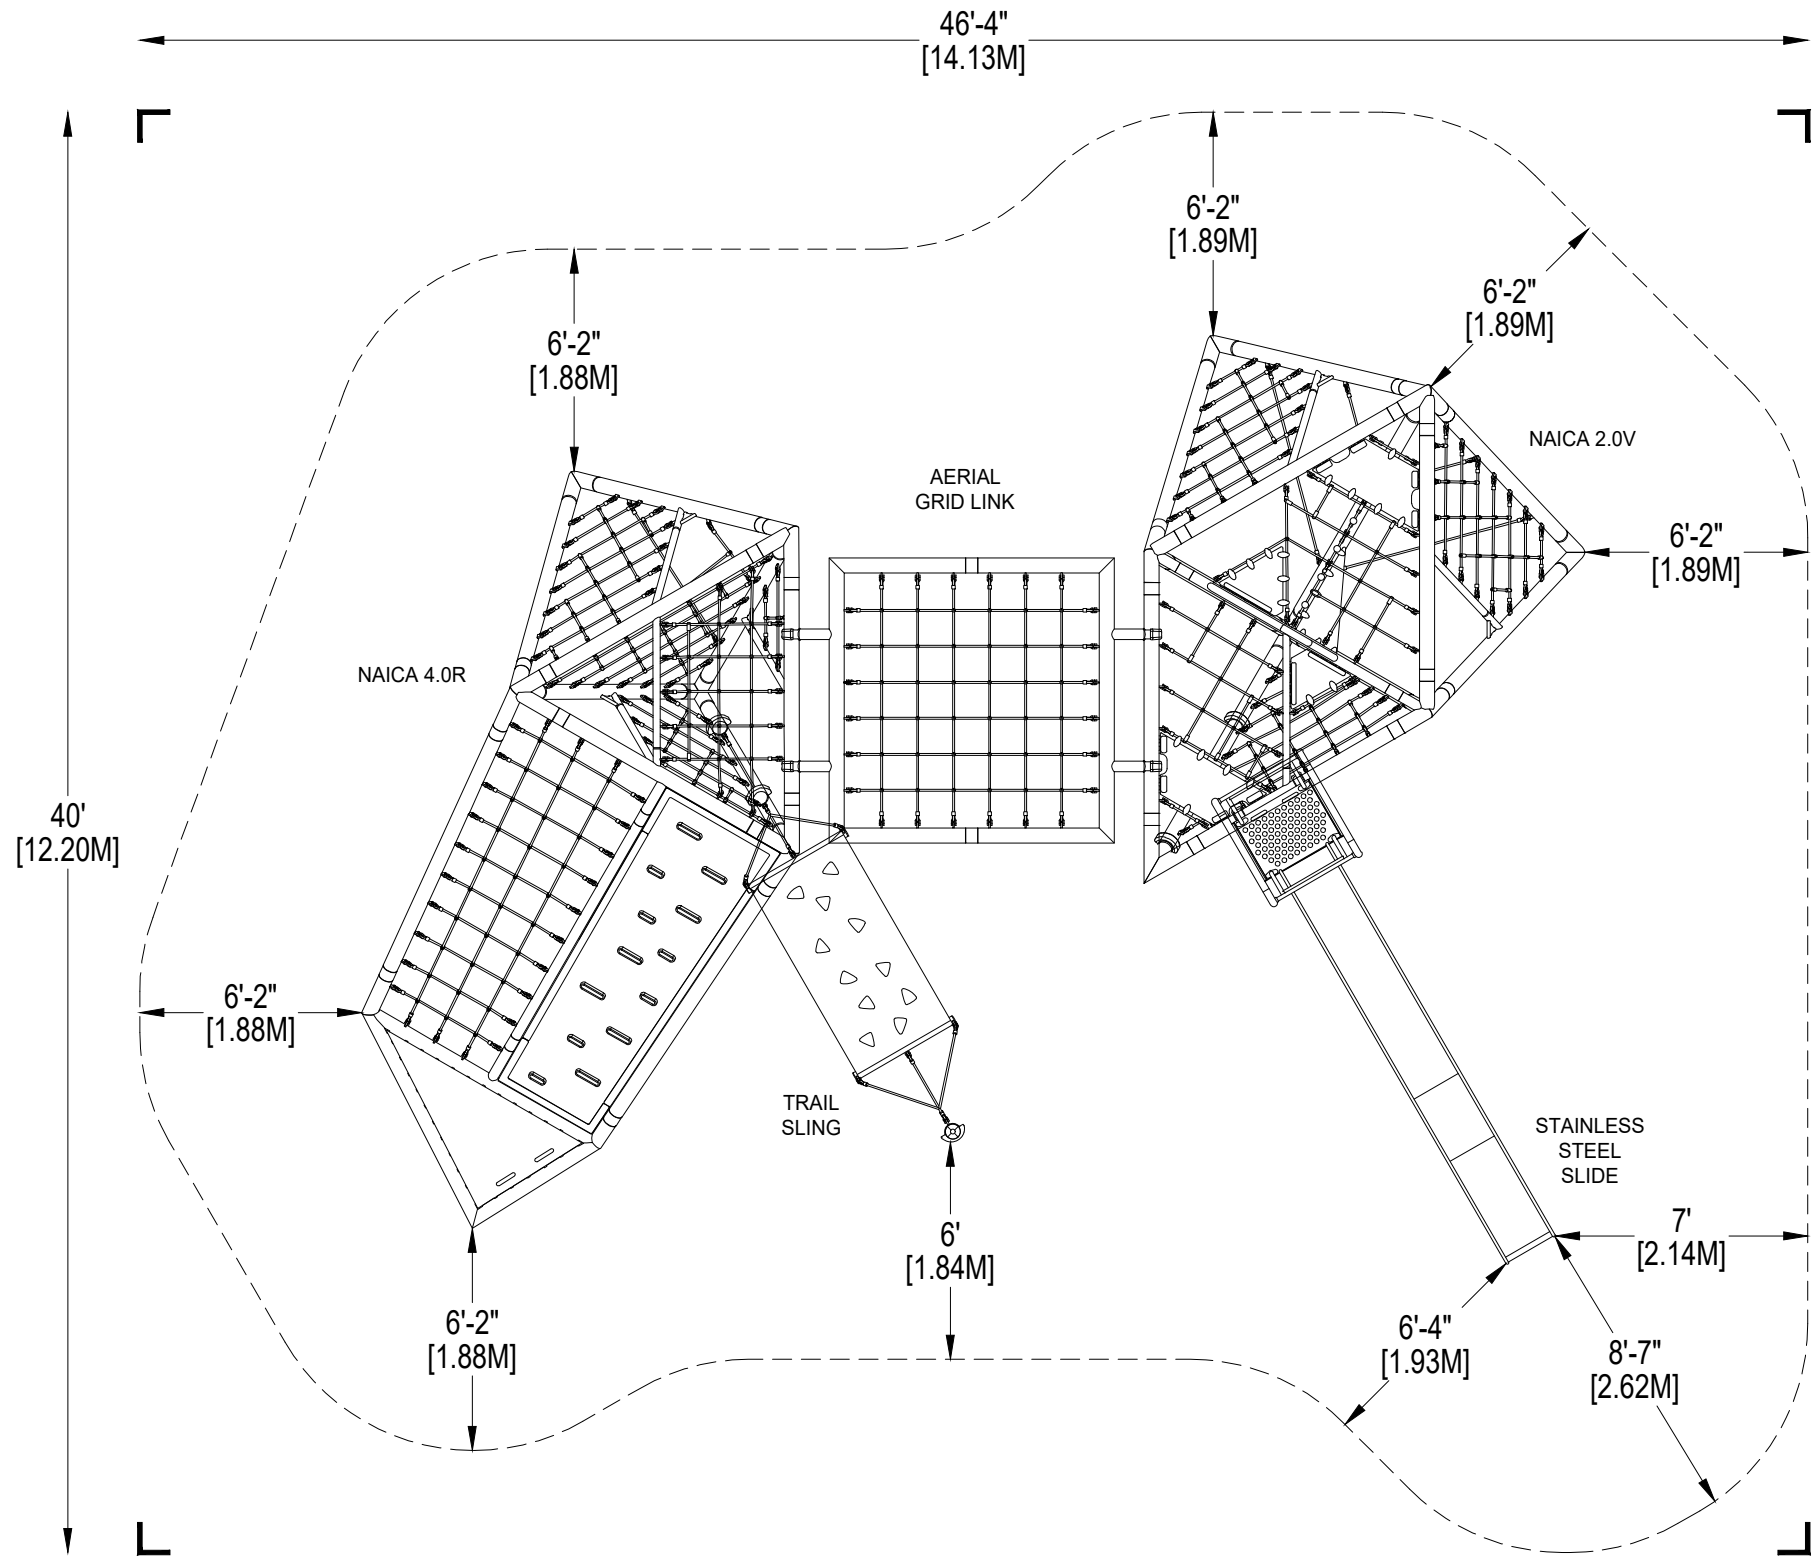 46'-4"
[14.13M]
6'-2"
[1.89M]
6'-2"
[1.89M]
6'-2"
[1.88M]
NAICA 2.0V
AERIAL
GRID LINK
6'-2"
[1.89M]
NAICA 4.0R
40'
[12.20M]
6'-2"
[1.88M]
TRAIL
SLING
STAINLESS
STEEL
SLIDE
7'
[2.14M]
6'
[1.84M]
6'-2"
[1.88M]
6'-4"
[1.93M]
8'-7"
[2.62M]